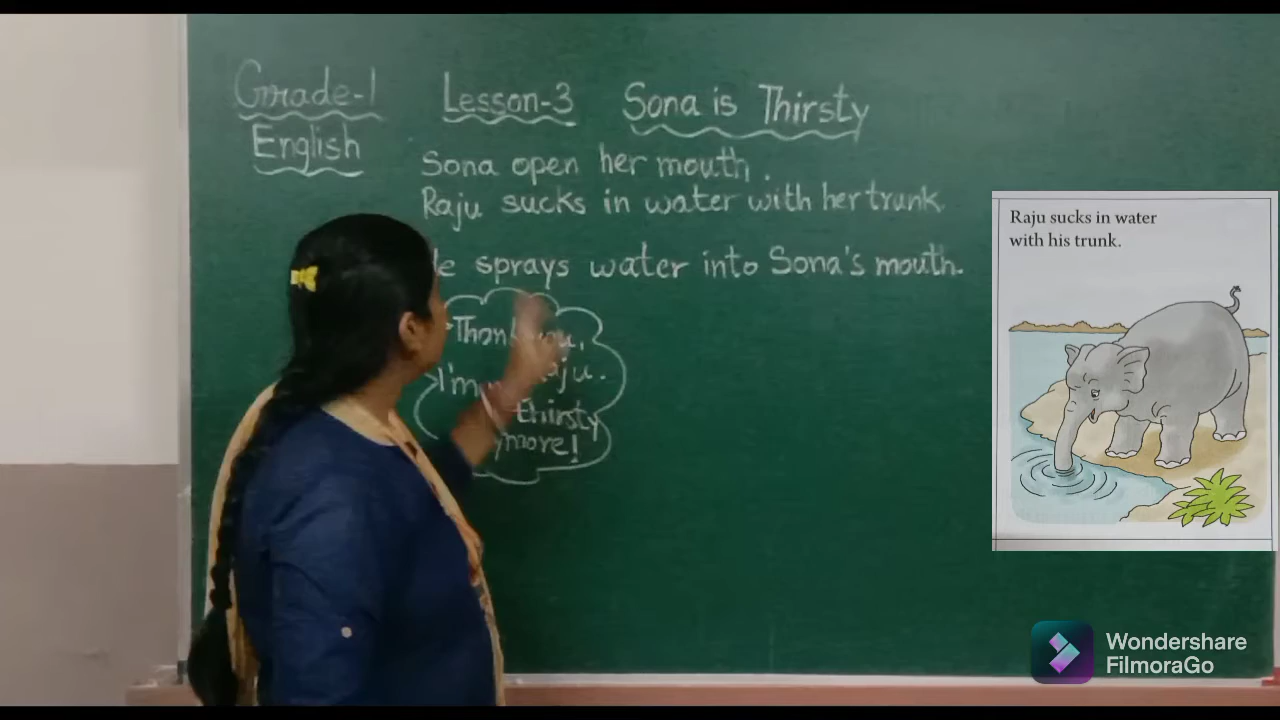 Grade-1
English
Lesson-3
Sona is Thirsty
Sona open her mouth.
Raju sucks in water with her trunk.
sprays water into Sona's mouth.
I'm
thirsty
Raju sucks in water
with his trunk.
Wondershare
FilmoraGo